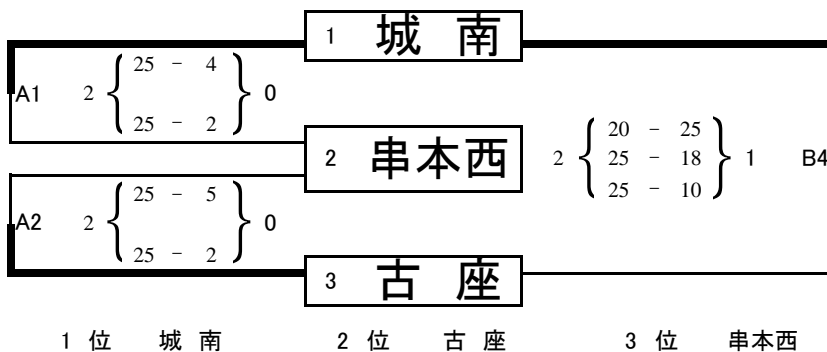 1 城 南
A1 2 { 25 - 4 } 0
25 - 2
2 串本西
2 { 20 - 25 } 1 B4
25 - 18
25 - 10
A2 2 { 25 - 5 } 0
25 - 2
3 古 座
1 位 城 南 2 位 古 座 3 位 串本西